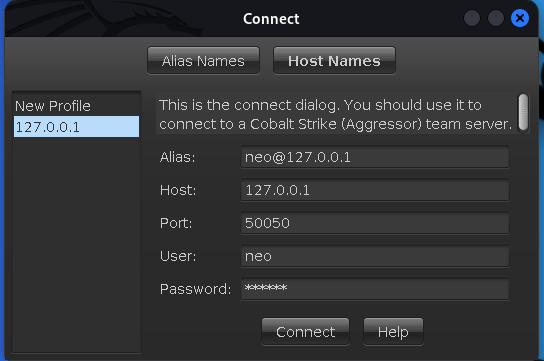 Connect
Alias Names
Host Names
New Profile
127.0.0.1
This is the connect dialog. You should use it to
connect to a Cobalt Strike (Aggressor) team server.
Alias: neo@127.0.0.1
Host: 127.0.0.1
Port: 50050
User: neo
Password: ******
Connect
Help